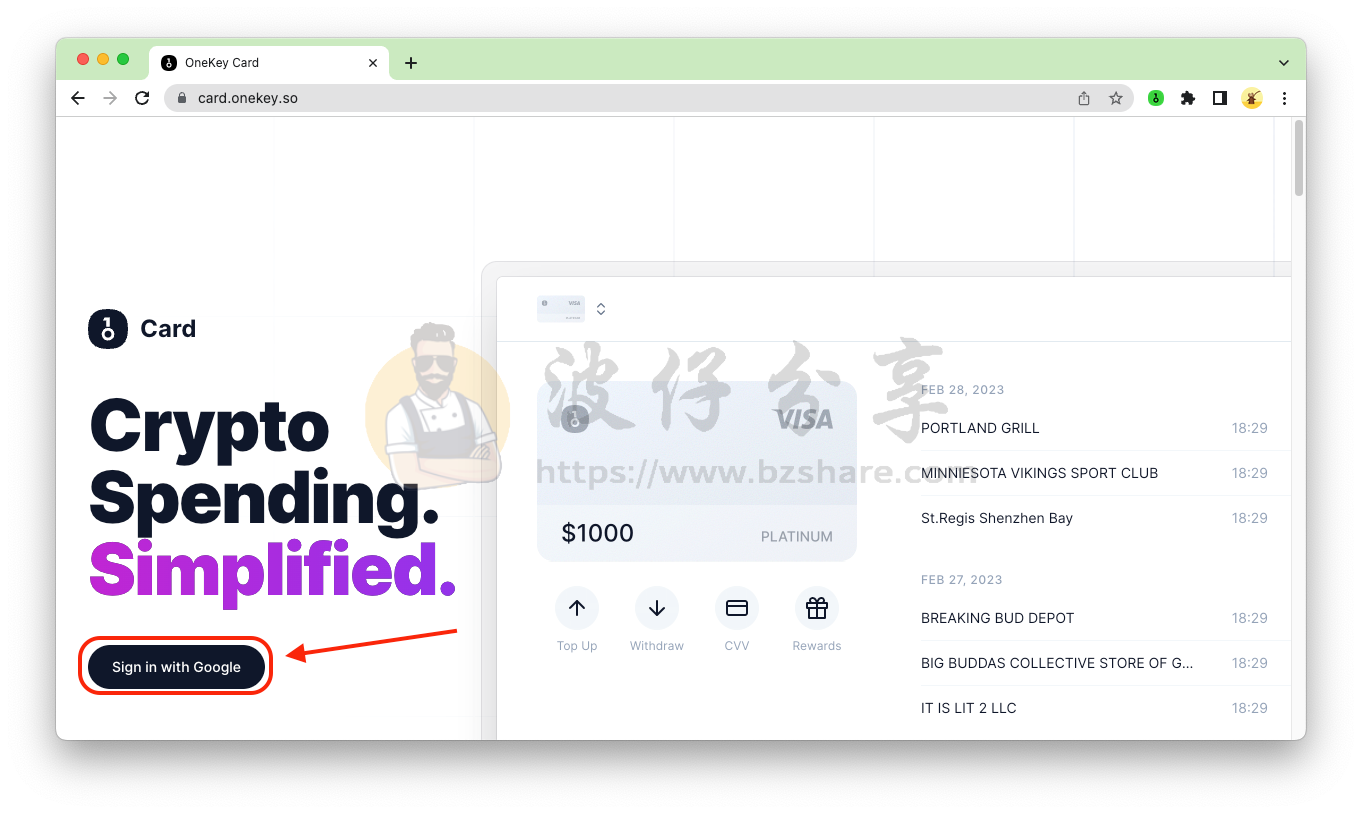 OneKey Card
card.onekey.so
Card
Crypto
Spending.
Simplified.
Sign in with Google
VISA
VISA
$1000
PLATINUM
Top Up
Withdraw
CVV
Rewards
FEB 28, 2023
PORTLAND GRILL 18:29
MINNIESOTA VIKINGS SPORT CLUB 18:29
St.Regis Shenzhen Bay 18:29
FEB 27, 2023
BREAKING BUD DEPOT 18:29
BIG BUDDAS COLLECTIVE STORE OF G... 18:29
IT IS LIT 2 LLC 18:29
波仔分享
https://www.bzshare.com